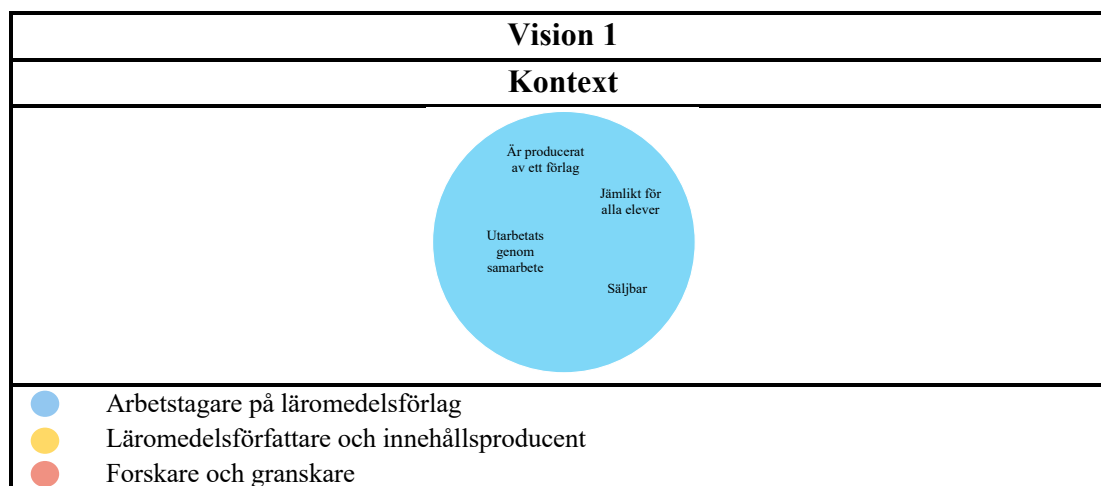 Vision 1
Kontext
Är producerat
av ett förlag
Jämlikt för
alla elever
Utarbetats
genom
samarbete
Säljbar
Arbetstagare på läromedelsförlag
Läromedelsförfattare och innehållsproducent
Forskare och granskare